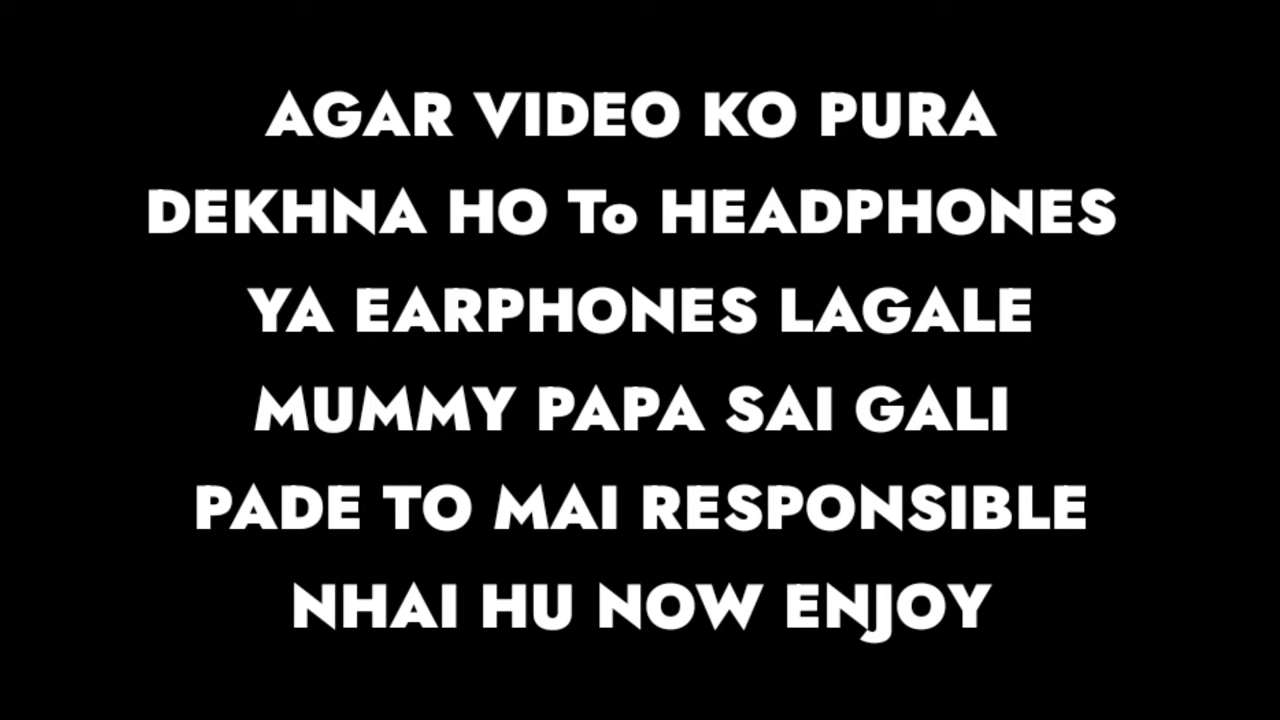 AGAR VIDEO KO PURA
DEKHNA HO To HEADPHONES
YA EARPHONES LAGALE
MUMMY PAPA SAI GALI
PADE TO MAI RESPONSIBLE
NHAI HU NOW ENJOY